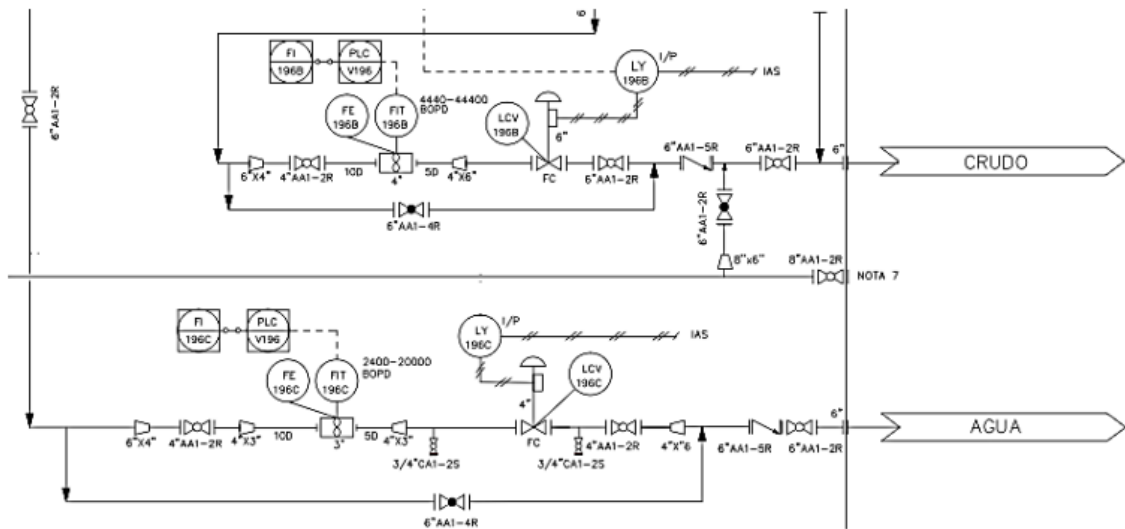 6
FI
196B
PLC
V196
LY
196B
I/P
IAS
6"AA1-2R
FE
196B
FIT
196B
4440-44400
BOPD
LCV
196B
6"
6"AA1-5R
6"AA1-2R
6"
6"X4"
4"AA1-2R
10D
4"
5D
4"X6"
FC
6"AA1-2R
CRUDO
6"AA1-4R
6"AA1-2R
8"x6"
8"AA1-2R
NOTA 7
FI
196C
PLC
V196
LY
196C
I/P
IAS
FE
196C
FIT
196C
2400-20000
BOPD
LCV
196C
4"
6"
6"X4"
4"AA1-2R
4"X3"
10D
3"
5D
4"X3"
FC
4"AA1-2R
4"X"6
6"AA1-5R
6"AA1-2R
AGUA
3/4"CA1-2S
3/4"CA1-2S
6"AA1-4R